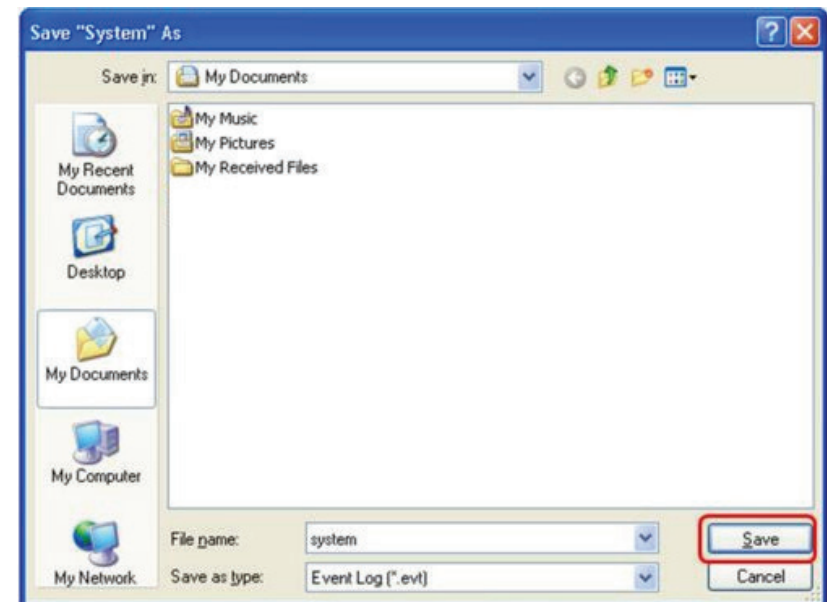 Save "System" As
Save in:
My Documents
My Music
My Pictures
My Received Files
My Recent
Documents
Desktop
My Documents
My Computer
My Network
File name:
system
Save
Save as type:
Event Log (*.evt)
Cancel